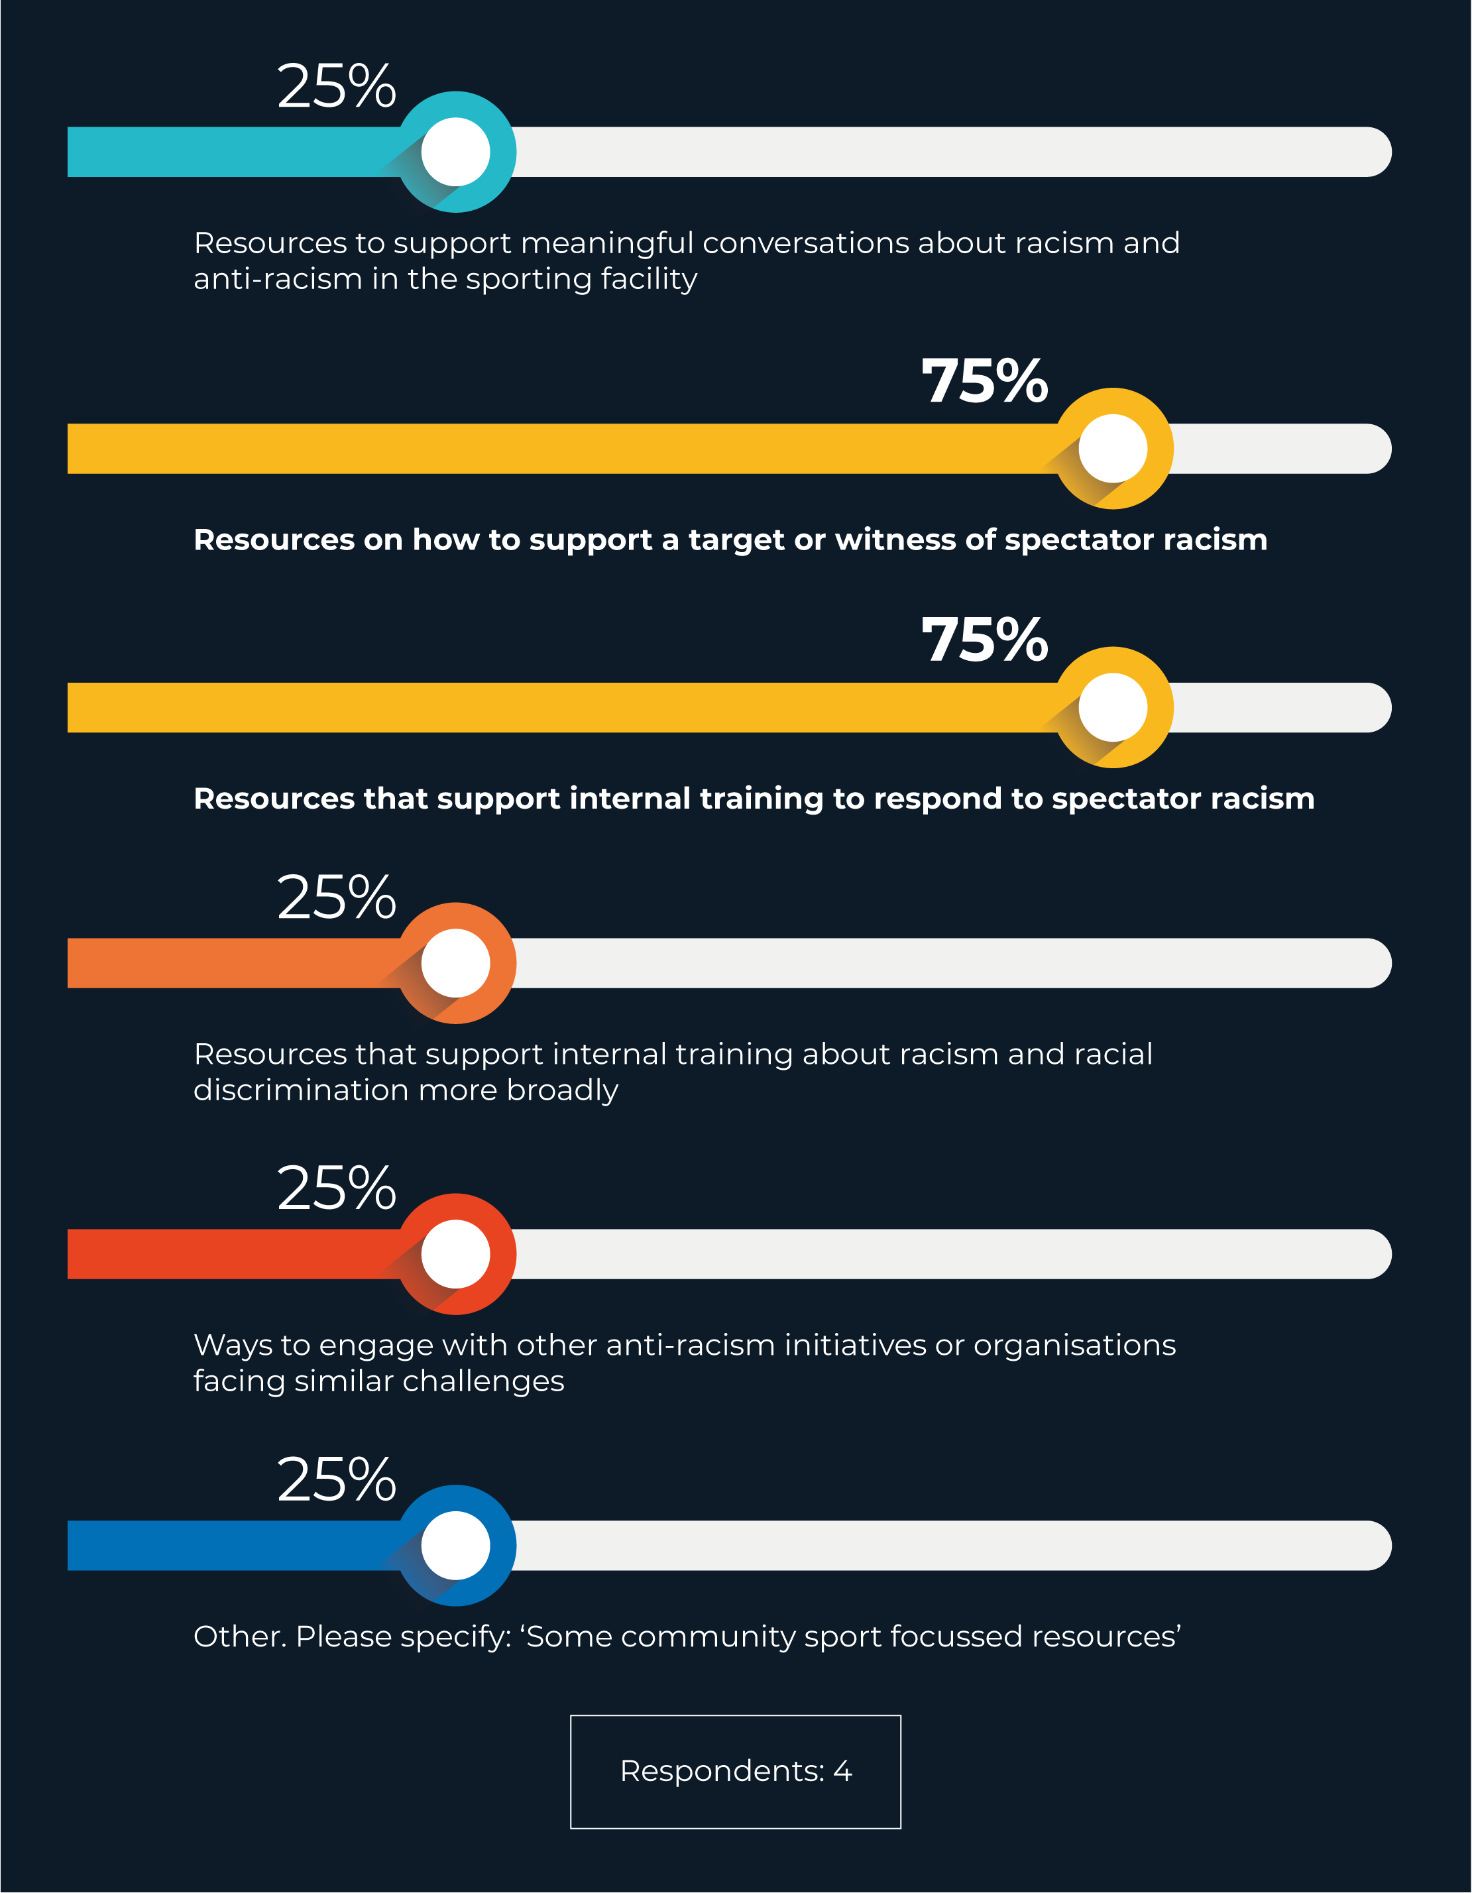 25%
Resources to support meaningful conversations about racism and
anti-racism in the sporting facility
75%
Resources on how to support a target or witness of spectator racism
75%
Resources that support internal training to respond to spectator racism
25%
Resources that support internal training about racism and racial
discrimination more broadly
25%
Ways to engage with other anti-racism initiatives or organisations
facing similar challenges
25%
Other. Please specify: ‘Some community sport focussed resources’
Respondents: 4